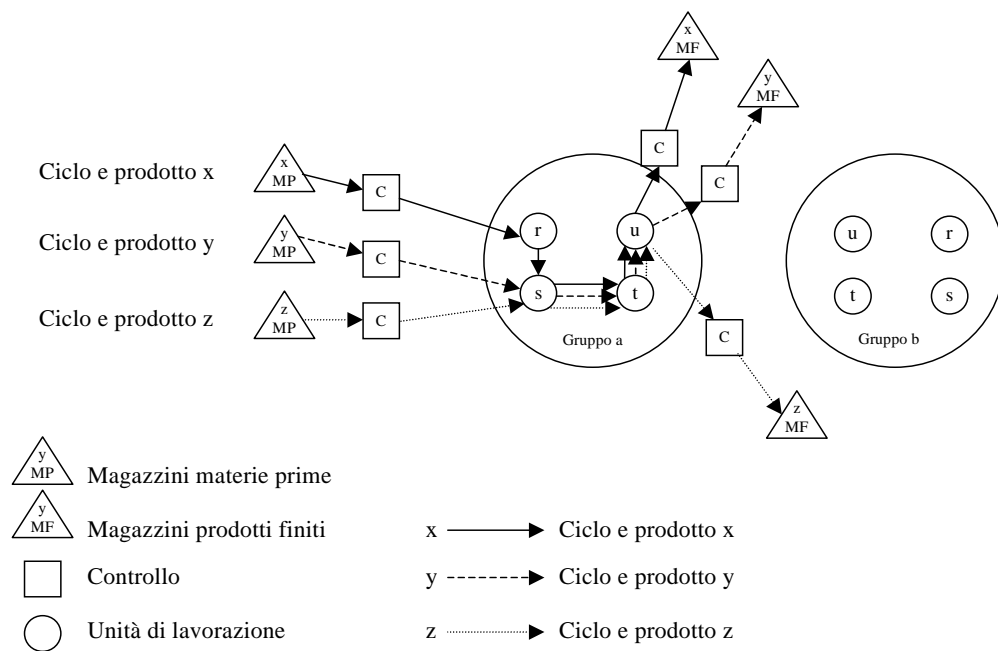 x
MF
y
MF
C
C
Ciclo e prodotto x
x
MP
C
Ciclo e prodotto y
y
MP
C
Ciclo e prodotto z
z
MP
C
r
u
s
t
Gruppo a
C
z
MF
u
r
t
s
Gruppo b
y
MP
Magazzini materie prime
y
MF
Magazzini prodotti finiti
Controllo
Unità di lavorazione
x Ciclo e prodotto x
y Ciclo e prodotto y
z Ciclo e prodotto z